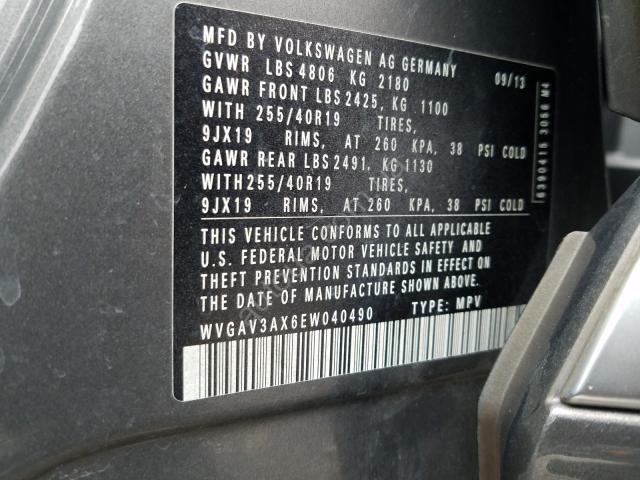 MFD BY VOLKSWAGEN AG GERMANY
GVWR LBS 4806 KG 2180 09/13
GAWR FRONT LBS 2425, KG 1100
WITH 255/40R19 TIRES,
9JX19 RIMS, AT 260 KPA, 38 PSI COLD
GAWR REAR LBS 2491, KG 1130
WITH 255/40R19 TIRES,
9JX19 RIMS, AT 260 KPA, 38 PSI COLD
THIS VEHICLE CONFORMS TO ALL APPLICABLE
U.S. FEDERAL MOTOR VEHICLE SAFETY AND
THEFT PREVENTION STANDARDS IN EFFECT ON
THE DATE OF MANUFACTURE SHOWN ABOVE.
WVGAV3AX6EW040490 TYPE: MPV
6390415 3056 M4